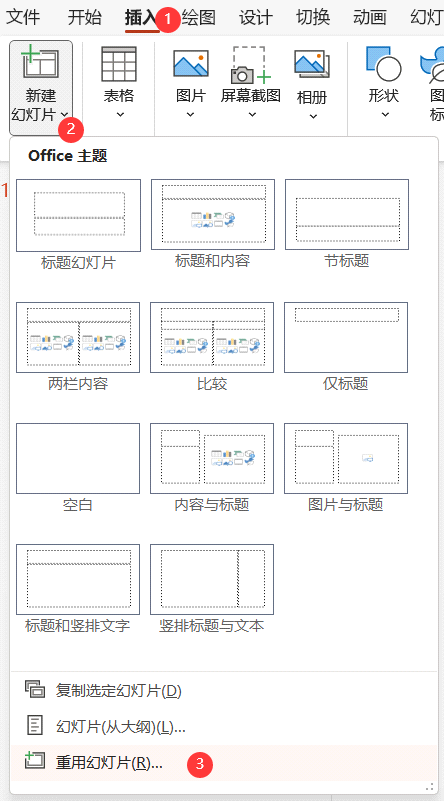 文件 开始 插入 绘图 设计 切换 动画 幻灯
1
新建
幻灯片
表格
图片
屏幕截图
相册
形状
图
标
2
Office 主题
1
标题幻灯片 标题和内容 节标题
两栏内容 比较 仅标题
空白 内容与标题 图片与标题
标题和竖排文字 竖排标题与文本
复制选定幻灯片(D)
幻灯片(从大纲)(L)...
重用幻灯片(R)... 3